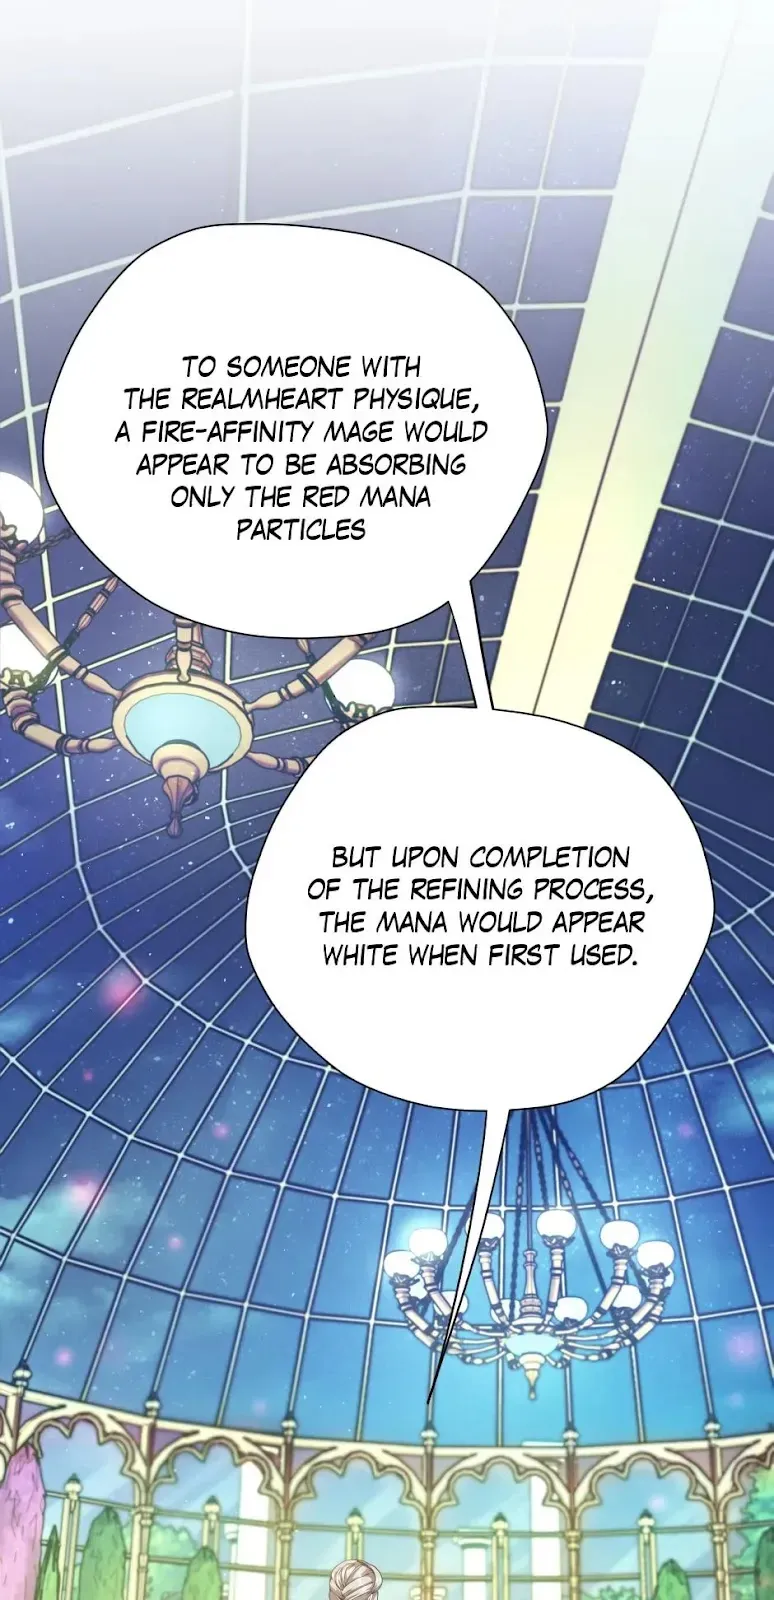 TO SOMEONE WITH
THE REALMHEART PHYSIQUE,
A FIRE-AFFINITY MAGE WOULD
APPEAR TO BE ABSORBING
ONLY THE RED MANA
PARTICLES
BUT UPON COMPLETION
OF THE REFINING PROCESS,
THE MANA WOULD APPEAR
WHITE WHEN FIRST USED.